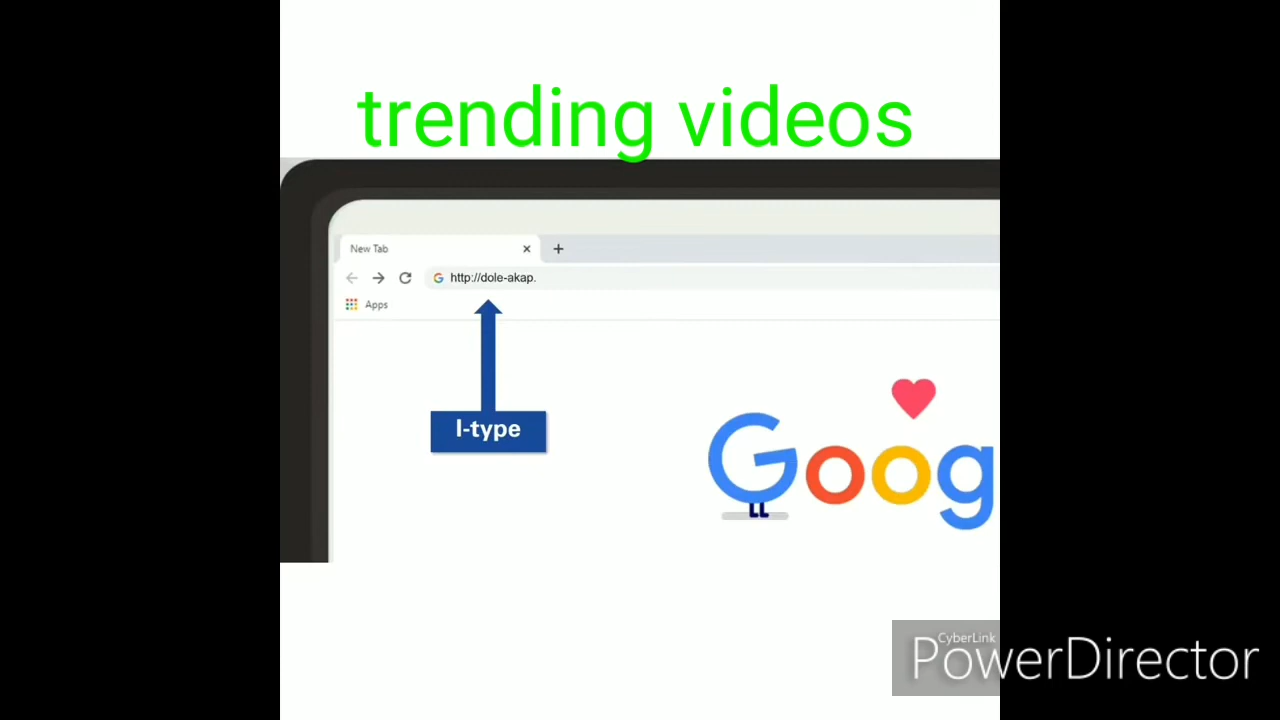 trending videos
New Tab
http://dole-akap.
Apps
I-type
Goog
CyberLink
PowerDirector